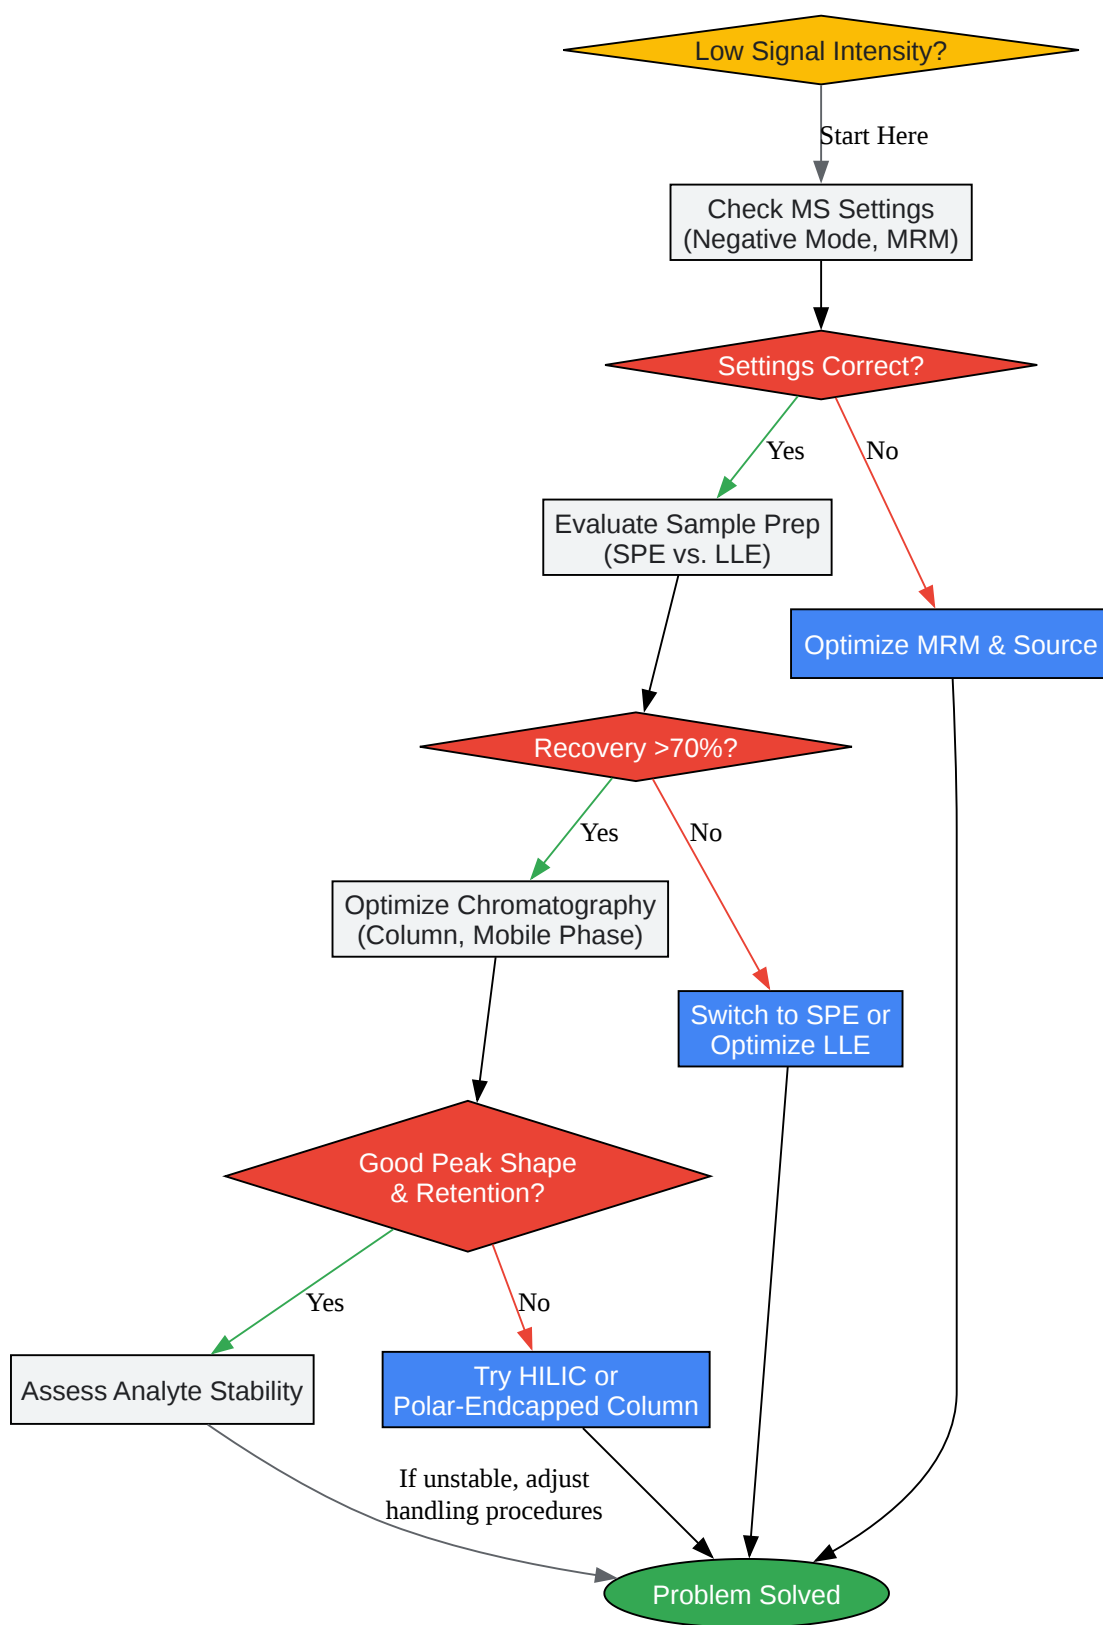 Low Signal Intensity?
Start Here
Check MS Settings
(Negative Mode, MRM)
Settings Correct?
Yes
No
Evaluate Sample Prep
(SPE vs. LLE)
Optimize MRM & Source
Recovery >70%?
Yes
No
Optimize Chromatography
(Column, Mobile Phase)
Switch to SPE or
Optimize LLE
Good Peak Shape
& Retention?
Yes
No
Assess Analyte Stability
Try HILIC or
Polar-Endcapped Column
If unstable, adjust
handling procedures
Problem Solved